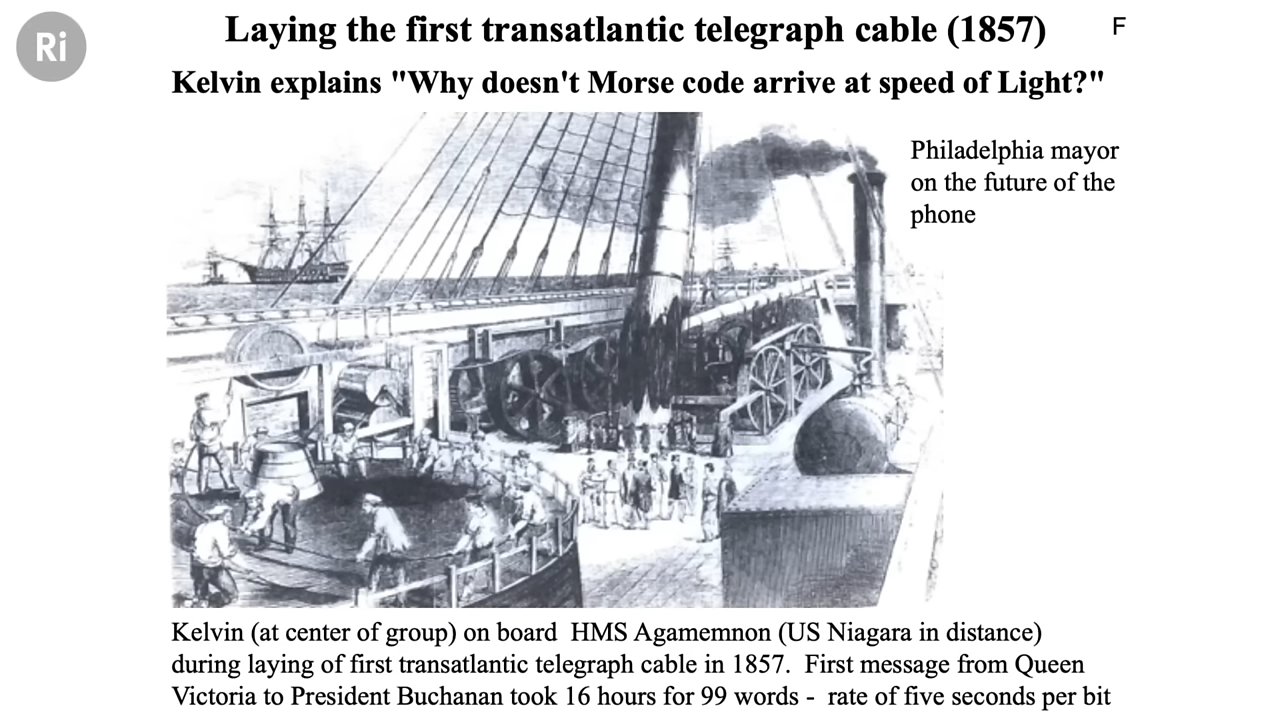 Ri
Laying the first transatlantic telegraph cable (1857)
F
Kelvin explains "Why doesn't Morse code arrive at speed of Light?"
Philadelphia mayor
on the future of the
phone
Kelvin (at center of group) on board HMS Agamemnon (US Niagara in distance)
during laying of first transatlantic telegraph cable in 1857. First message from Queen
Victoria to President Buchanan took 16 hours for 99 words - rate of five seconds per bit